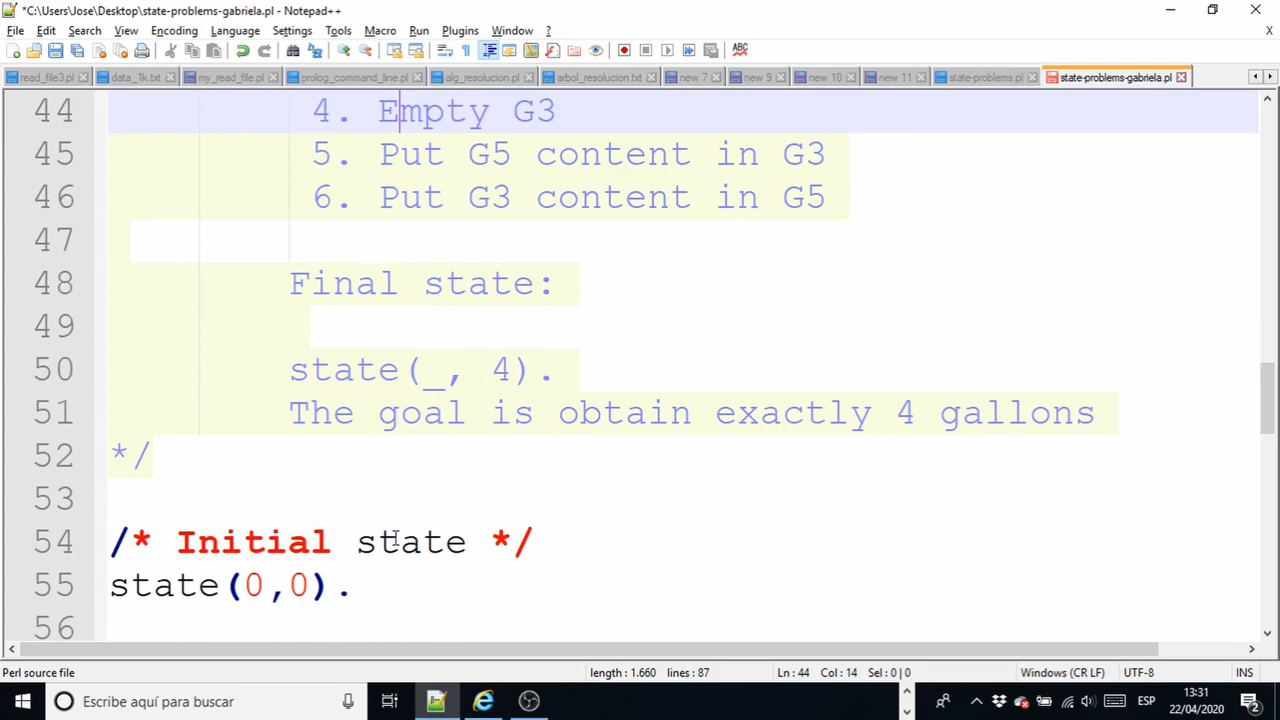 *C:\Users\Jose\Desktop\state-problems-gabriela.pl - Notepad++
File Edit Search View Encoding Language Settings Tools Macro Run Plugins Window ?
X
read_file3.pl data_1k.txt my_read_file.pl prolog_command_line.pl alg_resolucion.pl arbol_resolucion.txt new 7 new 9 new 10 new 11 state-problems.pl state-problems-gabriela.pl
44 4. Empty G3
45 5. Put G5 content in G3
46 6. Put G3 content in G5
47
48 Final state:
49
50 state(_, 4).
51 The goal is obtain exactly 4 gallons
52 */
53
54 /* Initial state */
55 state(0,0).
56
Perl source file length : 1.660 lines : 87 Ln : 44 Col : 14 Sel : 0 | 0 Windows (CR LF) UTF-8 INS
Escribe aquí para buscar ESP 13:31
22/04/2020 2